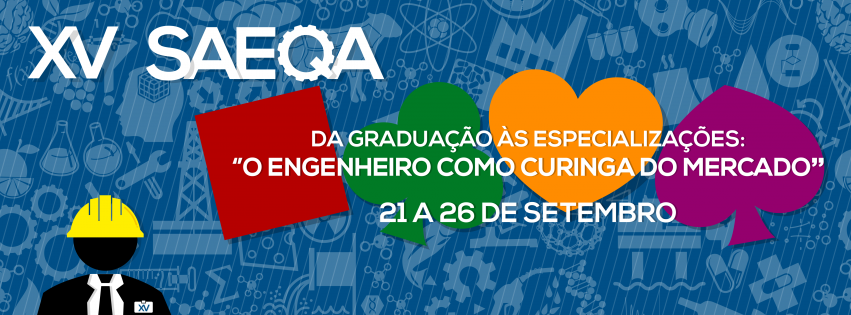 XV SAEQA
DA GRADUAÇÃO ÀS ESPECIALIZAÇÕES:
"O ENGENHEIRO COMO CURINGA DO MERCADO"
21 A 26 DE SETEMBRO
XV